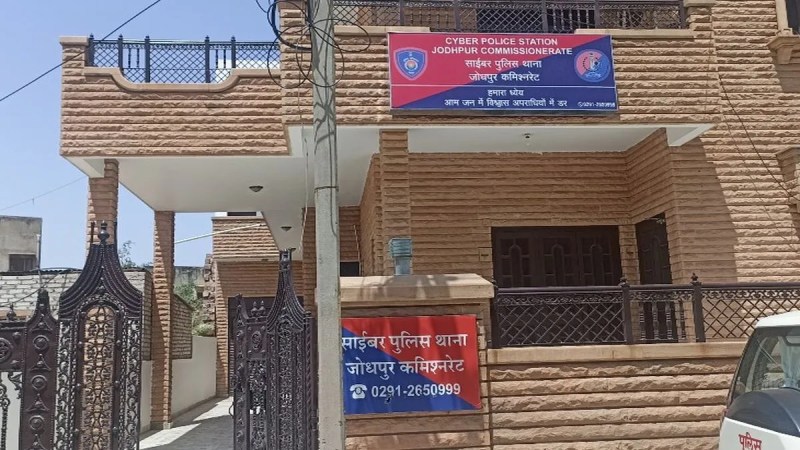 CYBER POLICE STATION
JODHPUR COMMISSIONERATE
साईबर पुलिस थाना
जोधपुर कमिश्नरेट
हमारा ध्येय
आम जन में विश्वास अपराधियों में डर
साईबर पुलिस थाना
जोधपुर कमिश्नरेट
☎ 0291-2650999
पुलिस